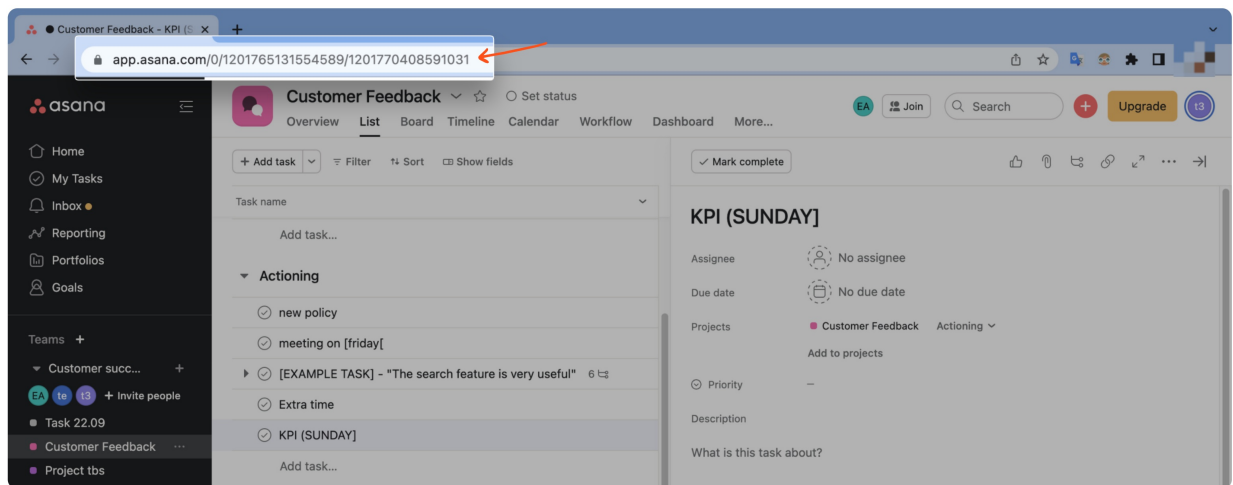 Customer Feedback - KPI (S
app.asana.com/0/1201765131554589/1201770408591031
asana
Home
My Tasks
Inbox
Reporting
Portfolios
Goals
Teams +
Customer succ... +
EA te t3 + Invite people
Task 22.09
Customer Feedback ...
Project tbs
Customer Feedback
Set status
Overview List Board Timeline Calendar Workflow Dashboard More...
EA Join Search + Upgrade t3
+ Add task Filter Sort Show fields
Task name
Add task...
Actioning
new policy
meeting on [friday[
[EXAMPLE TASK] - "The search feature is very useful" 6
Extra time
KPI (SUNDAY]
Add task...
Mark complete
KPI (SUNDAY]
Assignee No assignee
Due date No due date
Projects Customer Feedback Actioning
Add to projects
Priority —
Description
What is this task about?